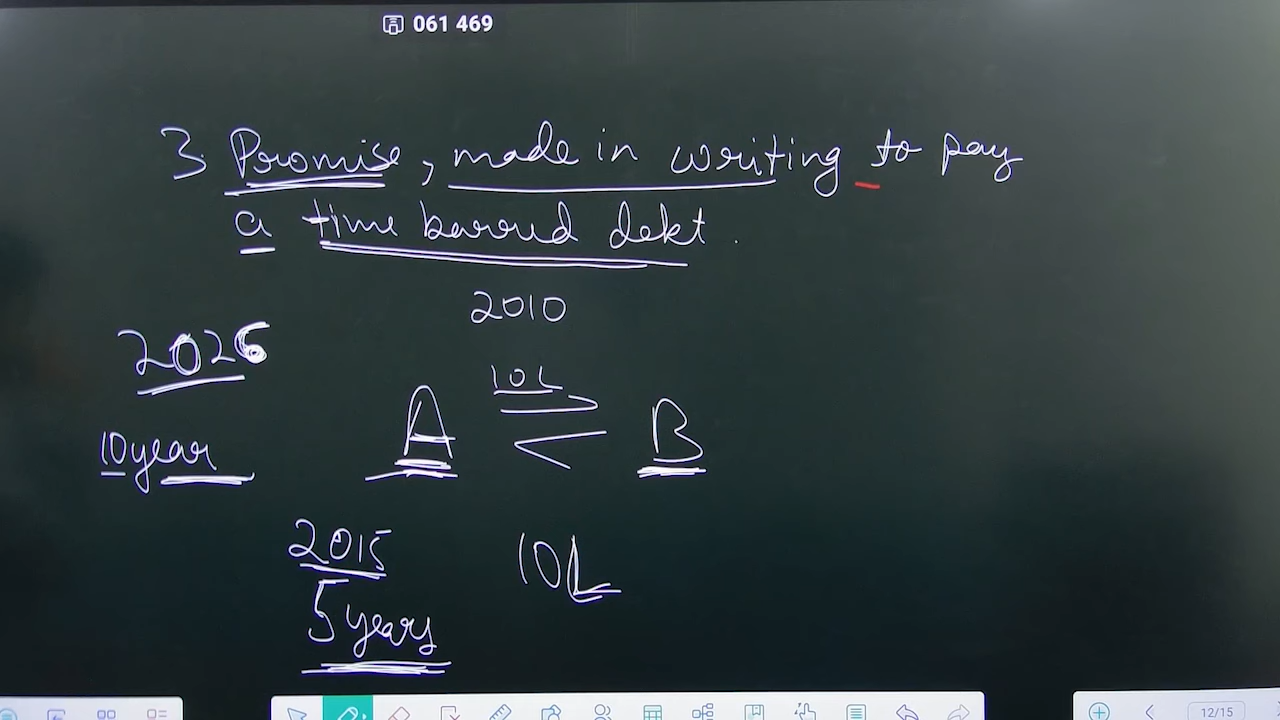 061 469
3 Promise, made in writing to pay
a time barred debt.
2010
2026
10L
A B
10 year
2015 10L
5 years
12/15